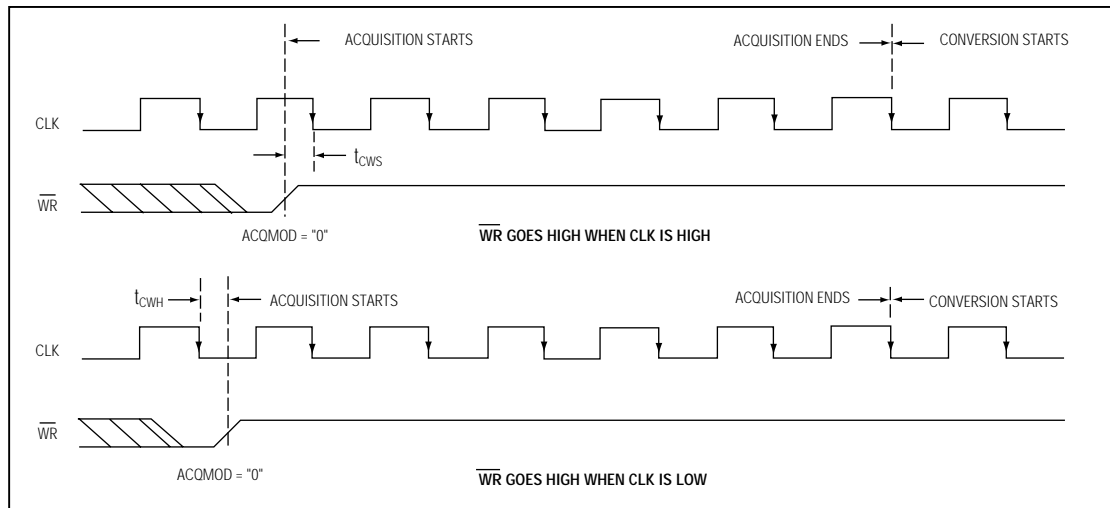 ACQUISITION STARTS
ACQUISITION ENDS
CONVERSION STARTS
CLK
tCWS
WR
ACQMOD = "0"
WR GOES HIGH WHEN CLK IS HIGH
tCWH
ACQUISITION STARTS
ACQUISITION ENDS
CONVERSION STARTS
CLK
WR
ACQMOD = "0"
WR GOES HIGH WHEN CLK IS LOW